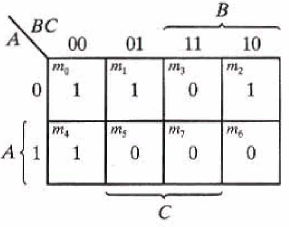 B
A BC 00 01 11 10
m₀ m₁ m₃ m₂
0 1 1 0 1
m₄ m₅ m₇ m₆
A { 1 1 0 0 0
C